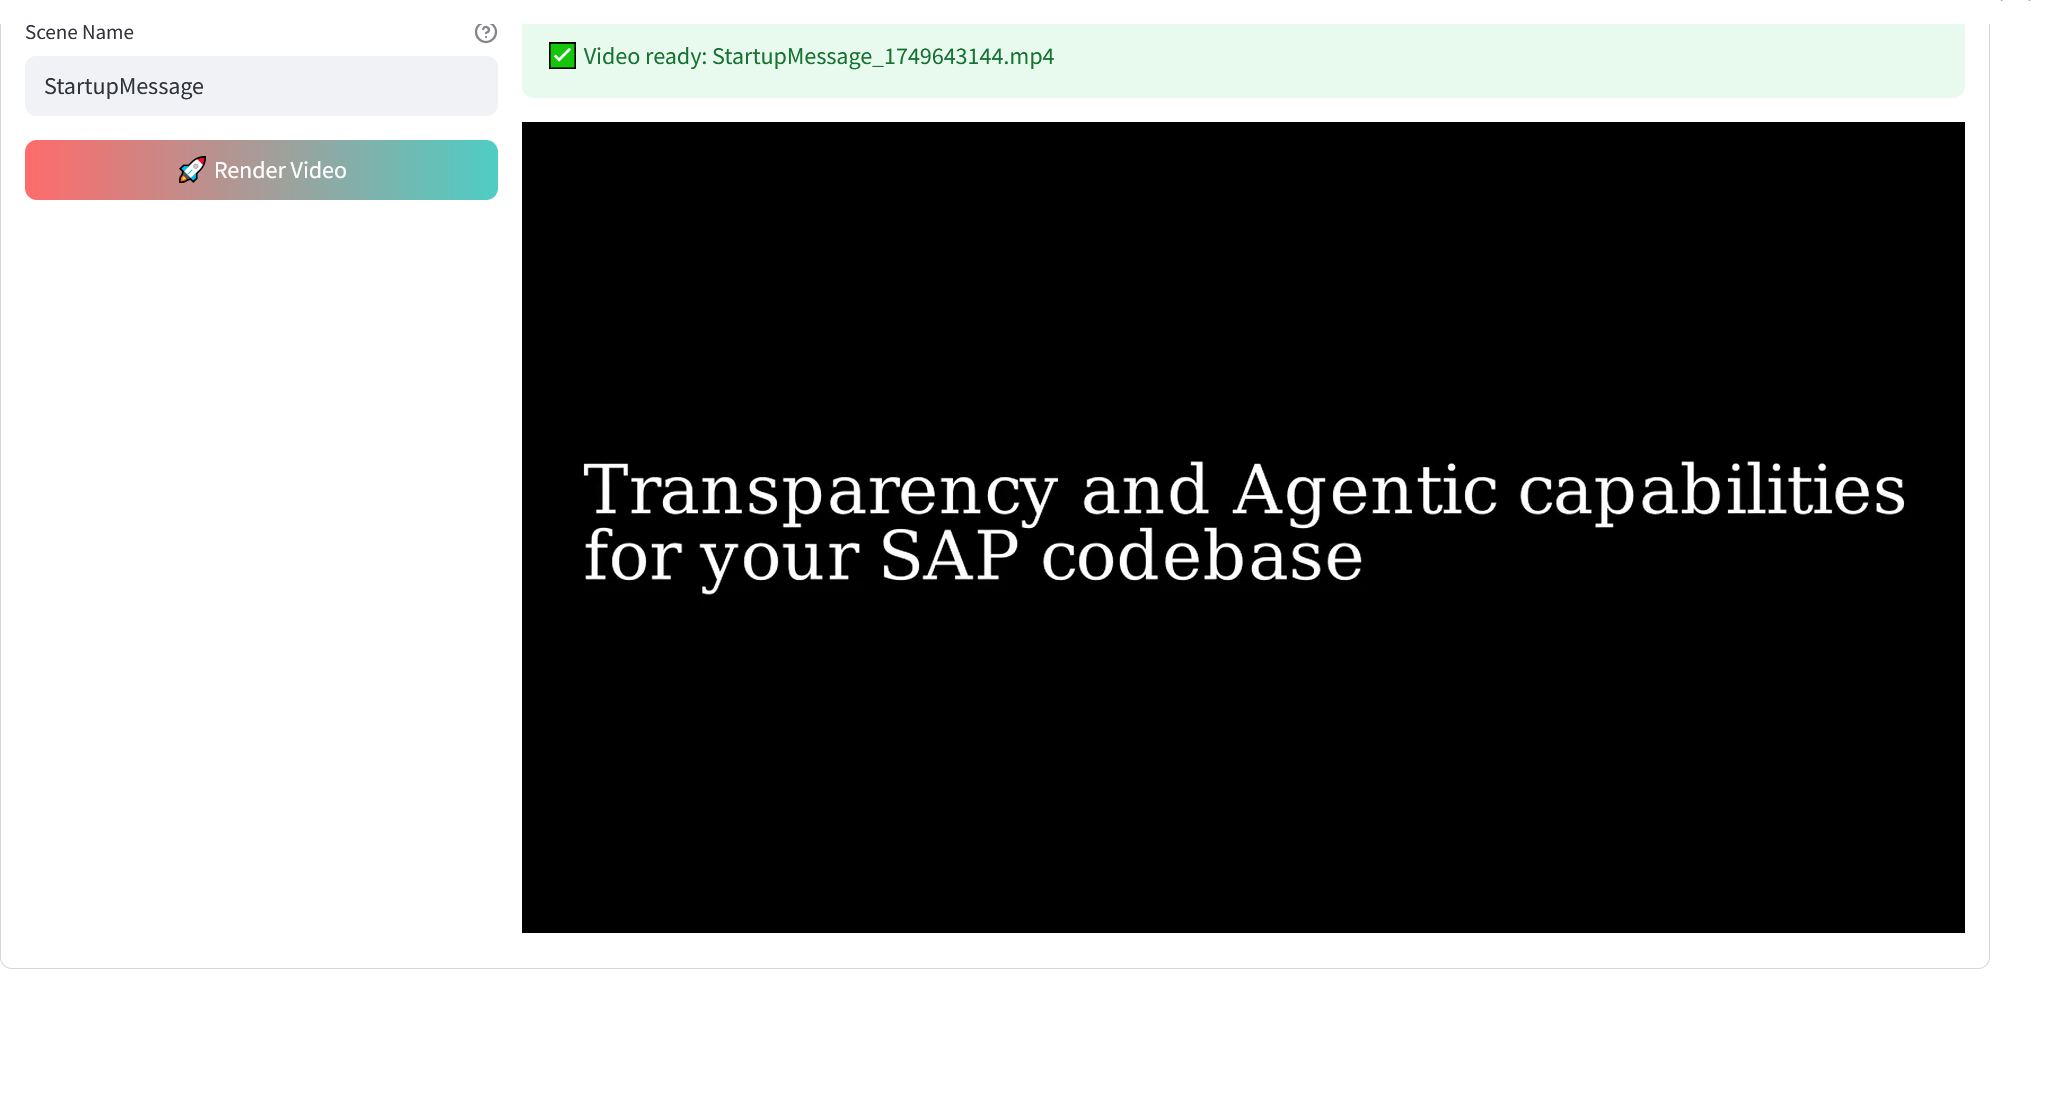 Scene Name
StartupMessage
🚀 Render Video
✅ Video ready: StartupMessage_1749643144.mp4
Transparency and Agentic capabilities
for your SAP codebase